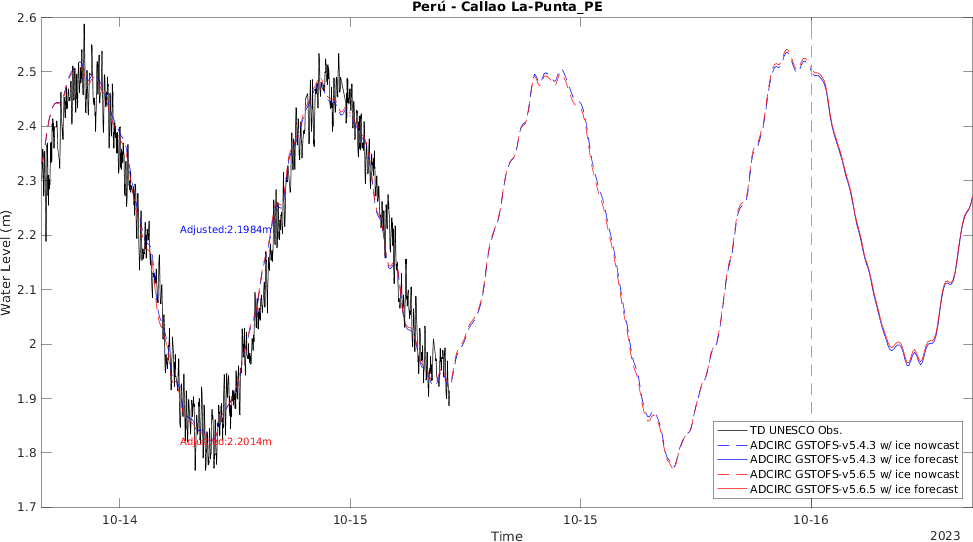 Perú - Callao La-Punta_PE
2.6
2.5
2.4
2.3
2.2
2.1
2
1.9
1.8
1.7
Water Level (m)
Adjusted:2.1984m
Adjusted:2.2014m
TD UNESCO Obs.
ADCIRC GSTOFS-v5.4.3 w/ ice nowcast
ADCIRC GSTOFS-v5.4.3 w/ ice forecast
ADCIRC GSTOFS-v5.6.5 w/ ice nowcast
ADCIRC GSTOFS-v5.6.5 w/ ice forecast
10-14
10-15
10-15
10-16
Time
2023